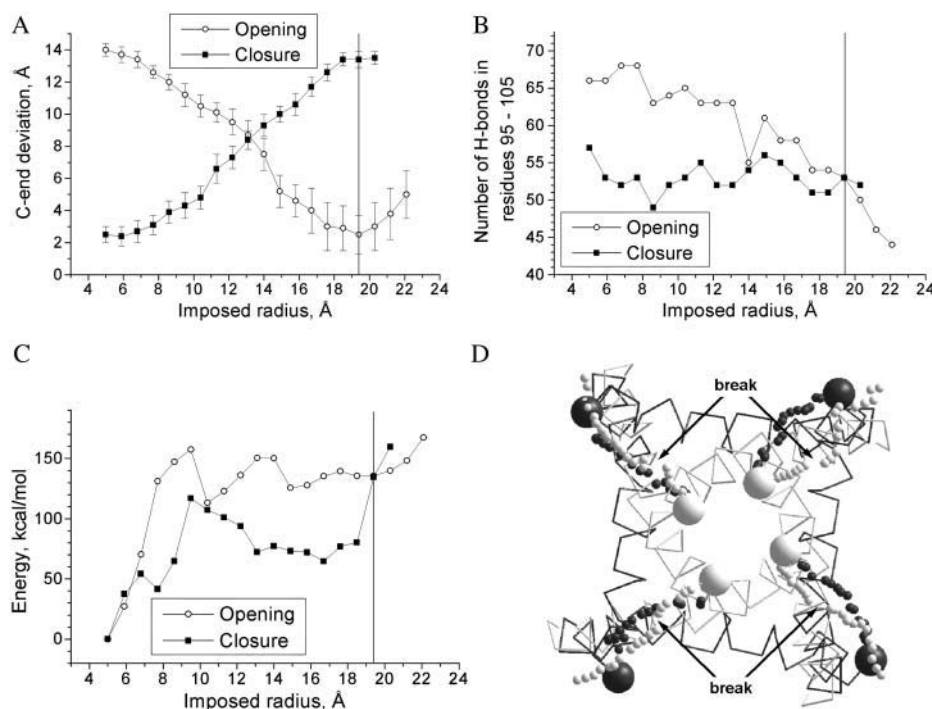 A
Opening
Closure
C-end deviation, Å
14
12
10
8
6
4
2
0
4 6 8 10 12 14 16 18 20 22 24
Imposed radius, Å
B
Number of H-bonds in
residues 95 - 105
70
65
60
55
50
45
40
Opening
Closure
2 4 6 8 10 12 14 16 18 20 22 24
Imposed radius, Å
C
Energy, kcal/mol
150
100
50
0
Opening
Closure
4 6 8 10 12 14 16 18 20 22 24
Imposed radius, Å
D
break
break